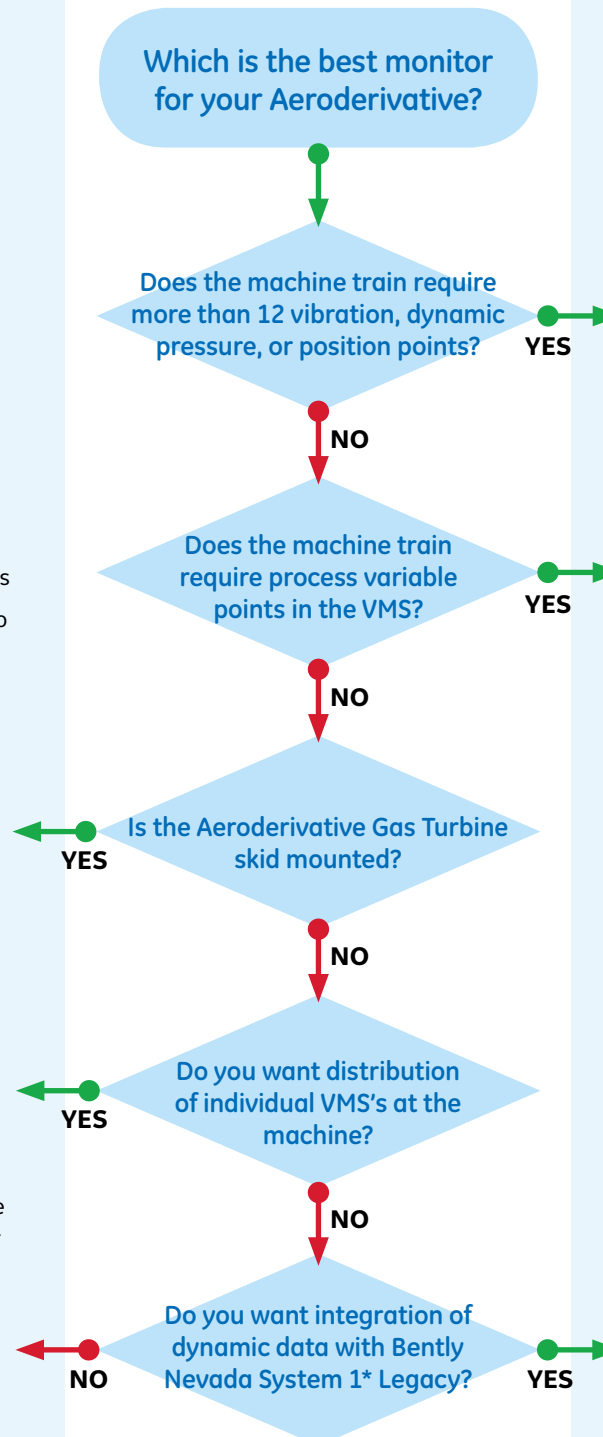 Which is the best monitor
for your Aeroderivative?
Does the machine train require
more than 12 vibration, dynamic
pressure, or position points?
YES
NO
Does the machine train
require process variable
points in the VMS?
YES
s
o
NO
Is the Aeroderivative Gas Turbine
skid mounted?
YES
NO
Do you want distribution
of individual VMS's at the
machine?
YES
NO
e
Do you want integration of
dynamic data with Bently
Nevada System 1* Legacy?
NO
YES